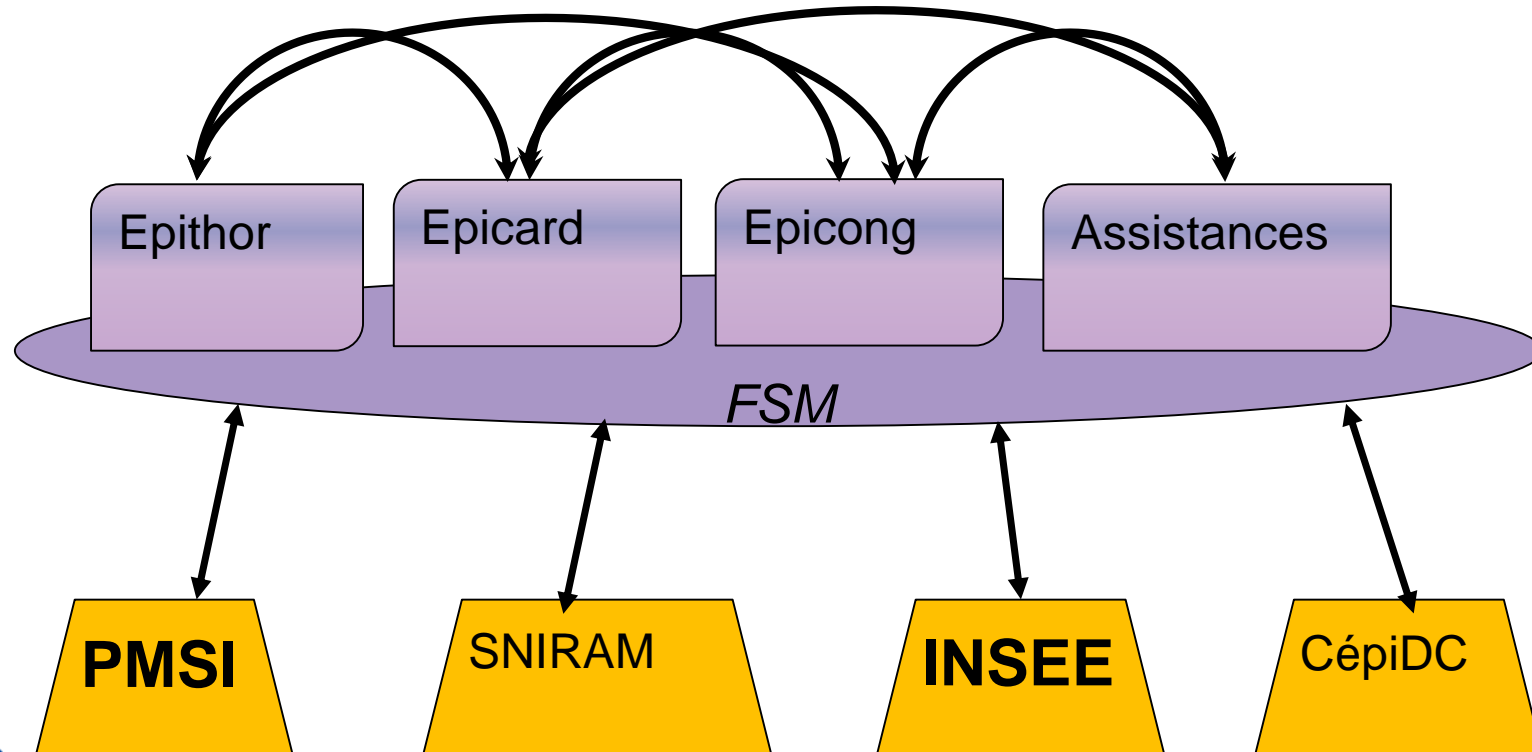 Epithor
Epicard
Epicong
Assistances
FSM
PMSI
SNIRAM
INSEE
CépiDC